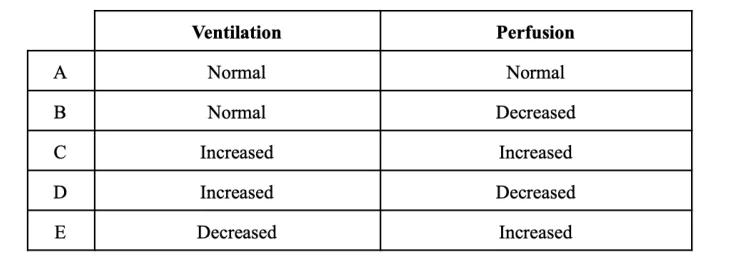 Ventilation Perfusion
A Normal Normal
B Normal Decreased
C Increased Increased
D Increased Decreased
E Decreased Increased